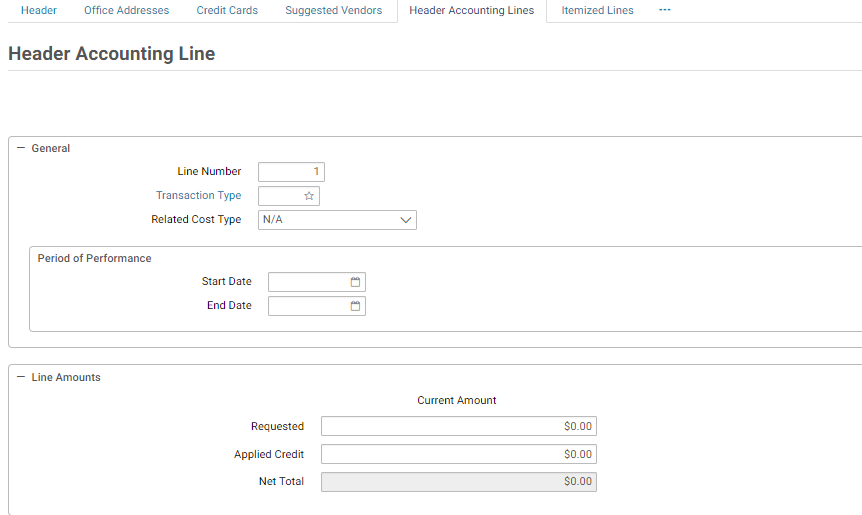 Header Office Addresses Credit Cards Suggested Vendors Header Accounting Lines Itemized Lines ---
Header Accounting Line
General
Line Number 1
Transaction Type
Related Cost Type N/A
Period of Performance
Start Date
End Date
Line Amounts
Current Amount
Requested $0.00
Applied Credit $0.00
Net Total $0.00